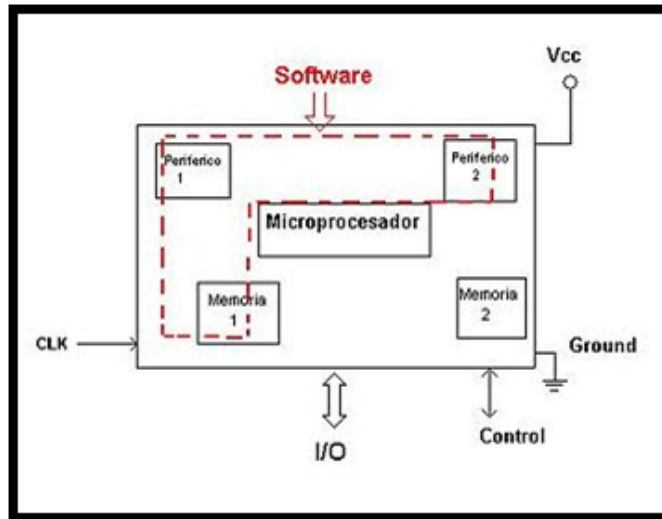 Vcc
Software
Periferico
1
Periferico
2
Microprocesador
Memoria
1
Memoria
2
CLK
Ground
Control
I/O